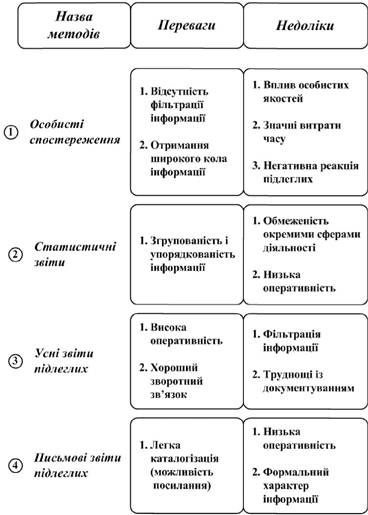 Назва
методів
Переваги
Недоліки
1
Особисті
спостереження
1. Відсутність
фільтрації
інформації
2. Отримання
широкого кола
інформації
1. Вплив особистих
якостей
2. Значні витрати
часу
3. Негативна реакція
підлеглих
2
Статистичні
звіти
1. Згрупованість і
упорядкованість
інформації
1. Обмеженість
окремими сферами
діяльності
2. Низька
оперативність
3
Усні звіти
підлеглих
1. Висока
оперативність
2. Хороший
зворотний
зв’язок
1. Фільтрація
інформації
2. Труднощі із
документуванням
4
Письмові звіти
підлеглих
1. Легка
каталогізація
(можливість
посилання)
1. Низька
оперативність
2. Формальний
характер
інформації